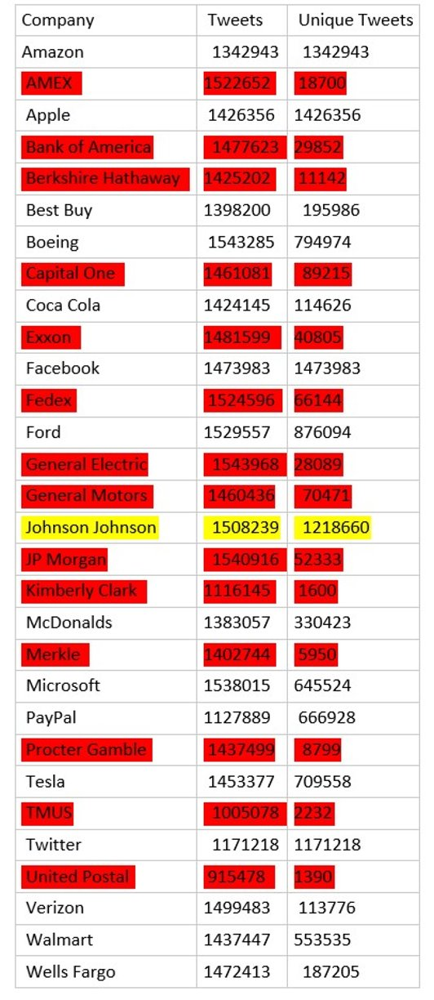 Company Tweets Unique Tweets
Amazon 1342943 1342943
AMEX 1522652 18700
Apple 1426356 1426356
Bank of America 1477623 29852
Berkshire Hathaway 1425202 11142
Best Buy 1398200 195986
Boeing 1543285 794974
Capital One 1461081 89215
Coca Cola 1424145 114626
Exxon 1481599 40805
Facebook 1473983 1473983
Fedex 1524596 66144
Ford 1529557 876094
General Electric 1543968 28089
General Motors 1460436 70471
Johnson Johnson 1508239 1218660
JP Morgan 1540916 52333
Kimberly Clark 1116145 1600
McDonalds 1383057 330423
Merkle 1402744 5950
Microsoft 1538015 645524
PayPal 1127889 666928
Procter Gamble 1437499 8799
Tesla 1453377 709558
TMUS 1005078 2232
Twitter 1171218 1171218
United Postal 915478 1390
Verizon 1499483 113776
Walmart 1437447 553535
Wells Fargo 1472413 187205